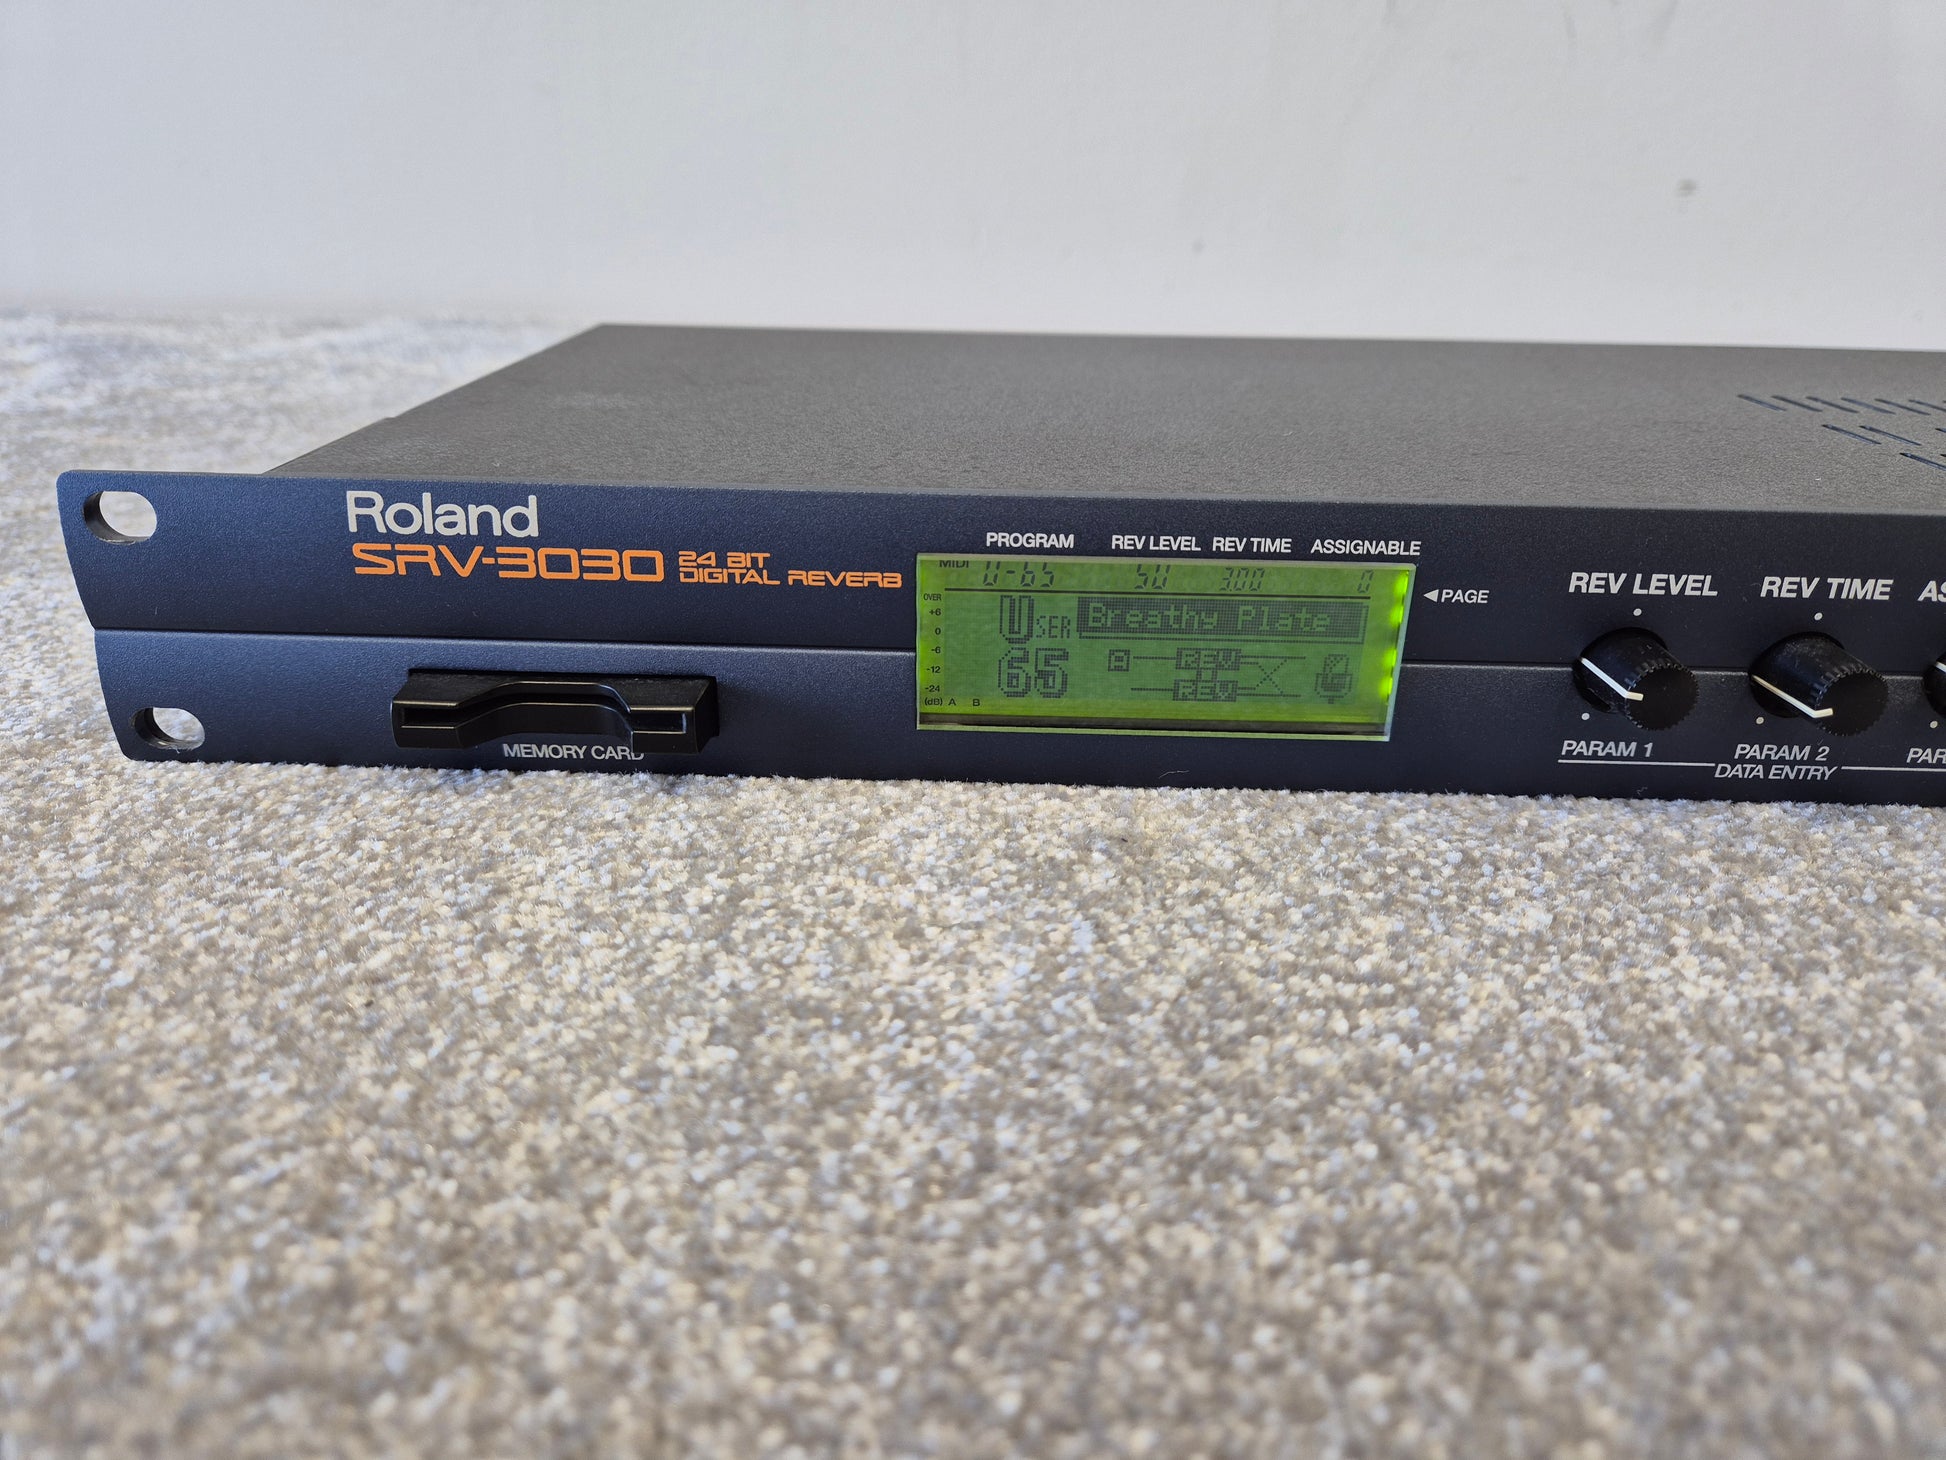 Roland
SRV-3030 24 BIT
DIGITAL REVERB
MEMORY CARD
PROGRAM REV LEVEL REV TIME ASSIGNABLE
MIDI U-65 50 3.00 0
OVER
+6
0
-6
-12
-24
(dB) A B
USER Breathy Plate
65
A REV
REV
◀PAGE
REV LEVEL REV TIME
PARAM 1 PARAM 2
DATA ENTRY